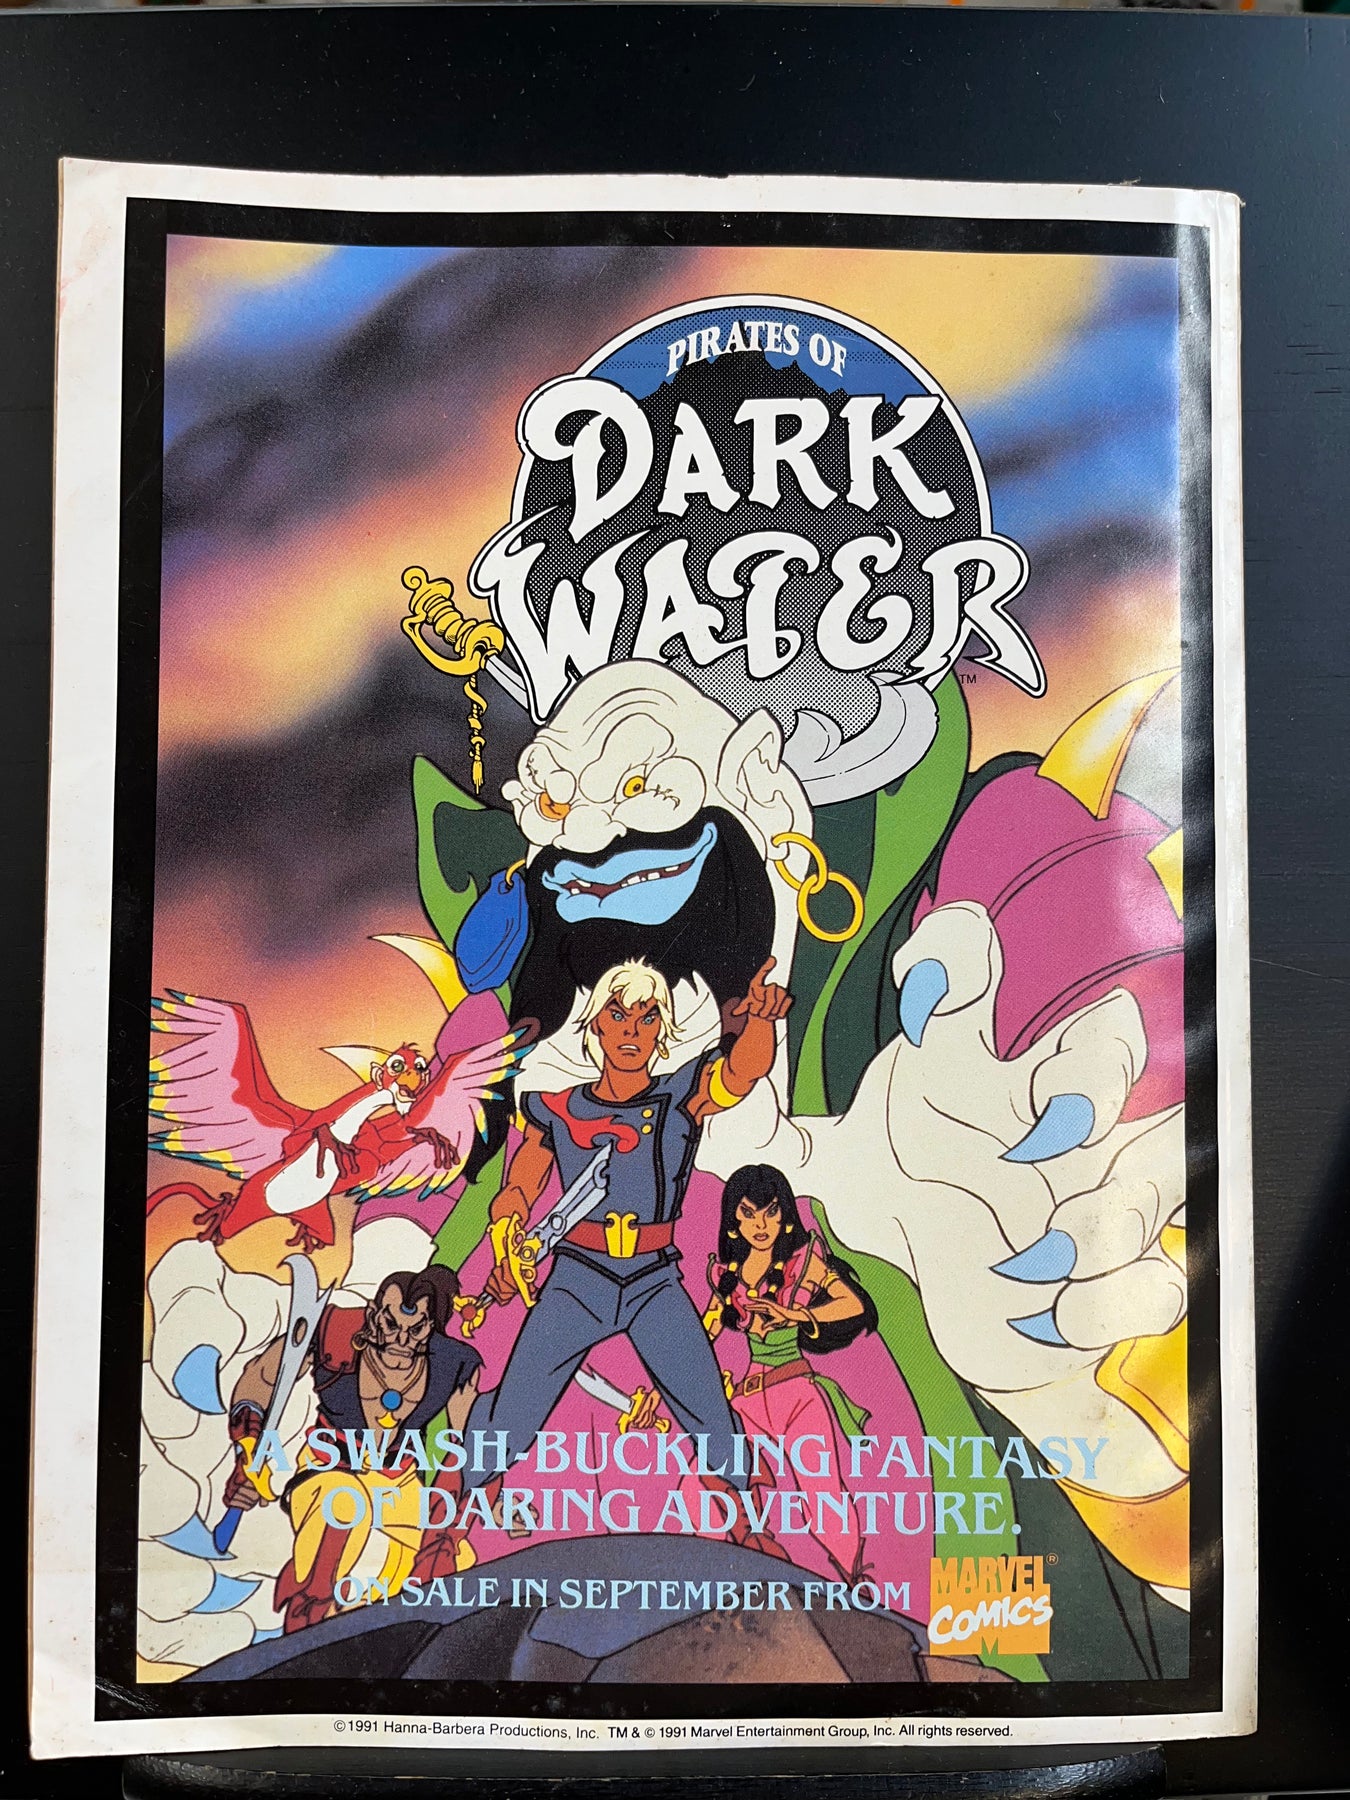 PIRATES OF
DARK
WATER
TM
A SWASH-BUCKLING FANTASY
OF DARING ADVENTURE.
ON SALE IN SEPTEMBER FROM
MARVEL®
COMICS
M
©1991 Hanna-Barbera Productions, Inc. TM & © 1991 Marvel Entertainment Group, Inc. All rights reserved.